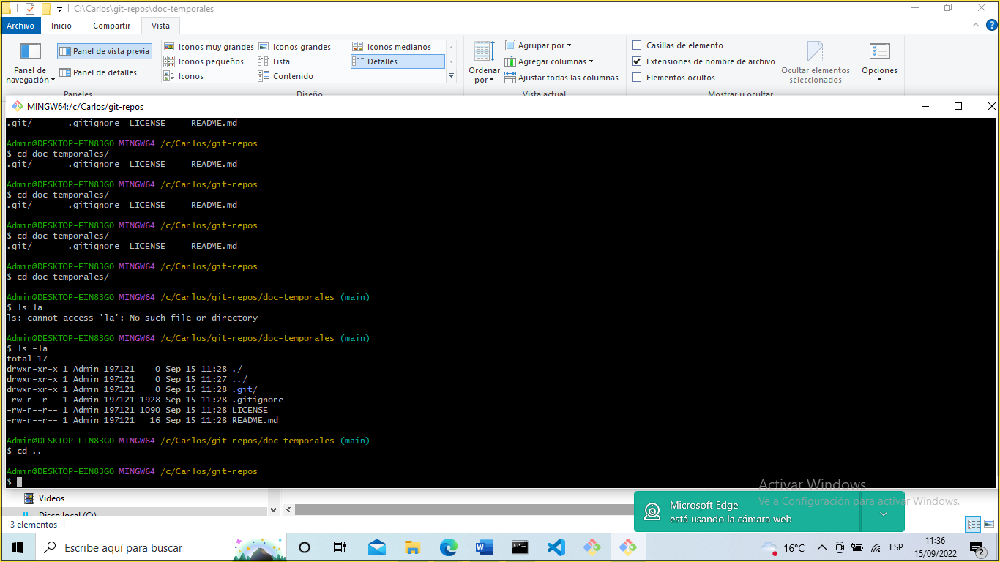 C:\Carlos\git-repos\doc-temporales
Archivo Inicio Compartir Vista
Panel de navegación
Panel de vista previa
Panel de detalles
Paneles
Iconos muy grandes Iconos grandes Iconos medianos
Iconos pequeños Lista Detalles
Iconos Contenido
Diseño
Ordenar por
Agrupar por
Agregar columnas
Ajustar todas las columnas
Vista actual
Casillas de elemento
Extensiones de nombre de archivo
Elementos ocultos
Ocultar elementos seleccionados
Mostrar u ocultar
Opciones
MINGW64:/c/Carlos/git-repos
.git/ .gitignore LICENSE README.md
Admin@DESKTOP-EIN83GO MINGW64 /c/Carlos/git-repos
$ cd doc-temporales/
.git/ .gitignore LICENSE README.md
Admin@DESKTOP-EIN83GO MINGW64 /c/Carlos/git-repos
$ cd doc-temporales/
.git/ .gitignore LICENSE README.md
Admin@DESKTOP-EIN83GO MINGW64 /c/Carlos/git-repos
$ cd doc-temporales/
.git/ .gitignore LICENSE README.md
Admin@DESKTOP-EIN83GO MINGW64 /c/Carlos/git-repos
$ cd doc-temporales/
Admin@DESKTOP-EIN83GO MINGW64 /c/Carlos/git-repos/doc-temporales (main)
$ ls la
ls: cannot access 'la': No such file or directory
Admin@DESKTOP-EIN83GO MINGW64 /c/Carlos/git-repos/doc-temporales (main)
$ ls -la
total 17
drwxr-xr-x 1 Admin 197121 0 Sep 15 11:28 ./
drwxr-xr-x 1 Admin 197121 0 Sep 15 11:27 ../
drwxr-xr-x 1 Admin 197121 0 Sep 15 11:28 .git/
-rw-r--r-- 1 Admin 197121 1928 Sep 15 11:28 .gitignore
-rw-r--r-- 1 Admin 197121 1090 Sep 15 11:28 LICENSE
-rw-r--r-- 1 Admin 197121 16 Sep 15 11:28 README.md
Admin@DESKTOP-EIN83GO MINGW64 /c/Carlos/git-repos/doc-temporales (main)
$ cd ..
Admin@DESKTOP-EIN83GO MINGW64 /c/Carlos/git-repos
$
Activar Windows
Ve a Configuración para activar Windows.
Videos
Disco local (C:)
3 elementos
Microsoft Edge
está usando la cámara web
Escribe aquí para buscar
16°C
ESP
11:36
15/09/2022
2